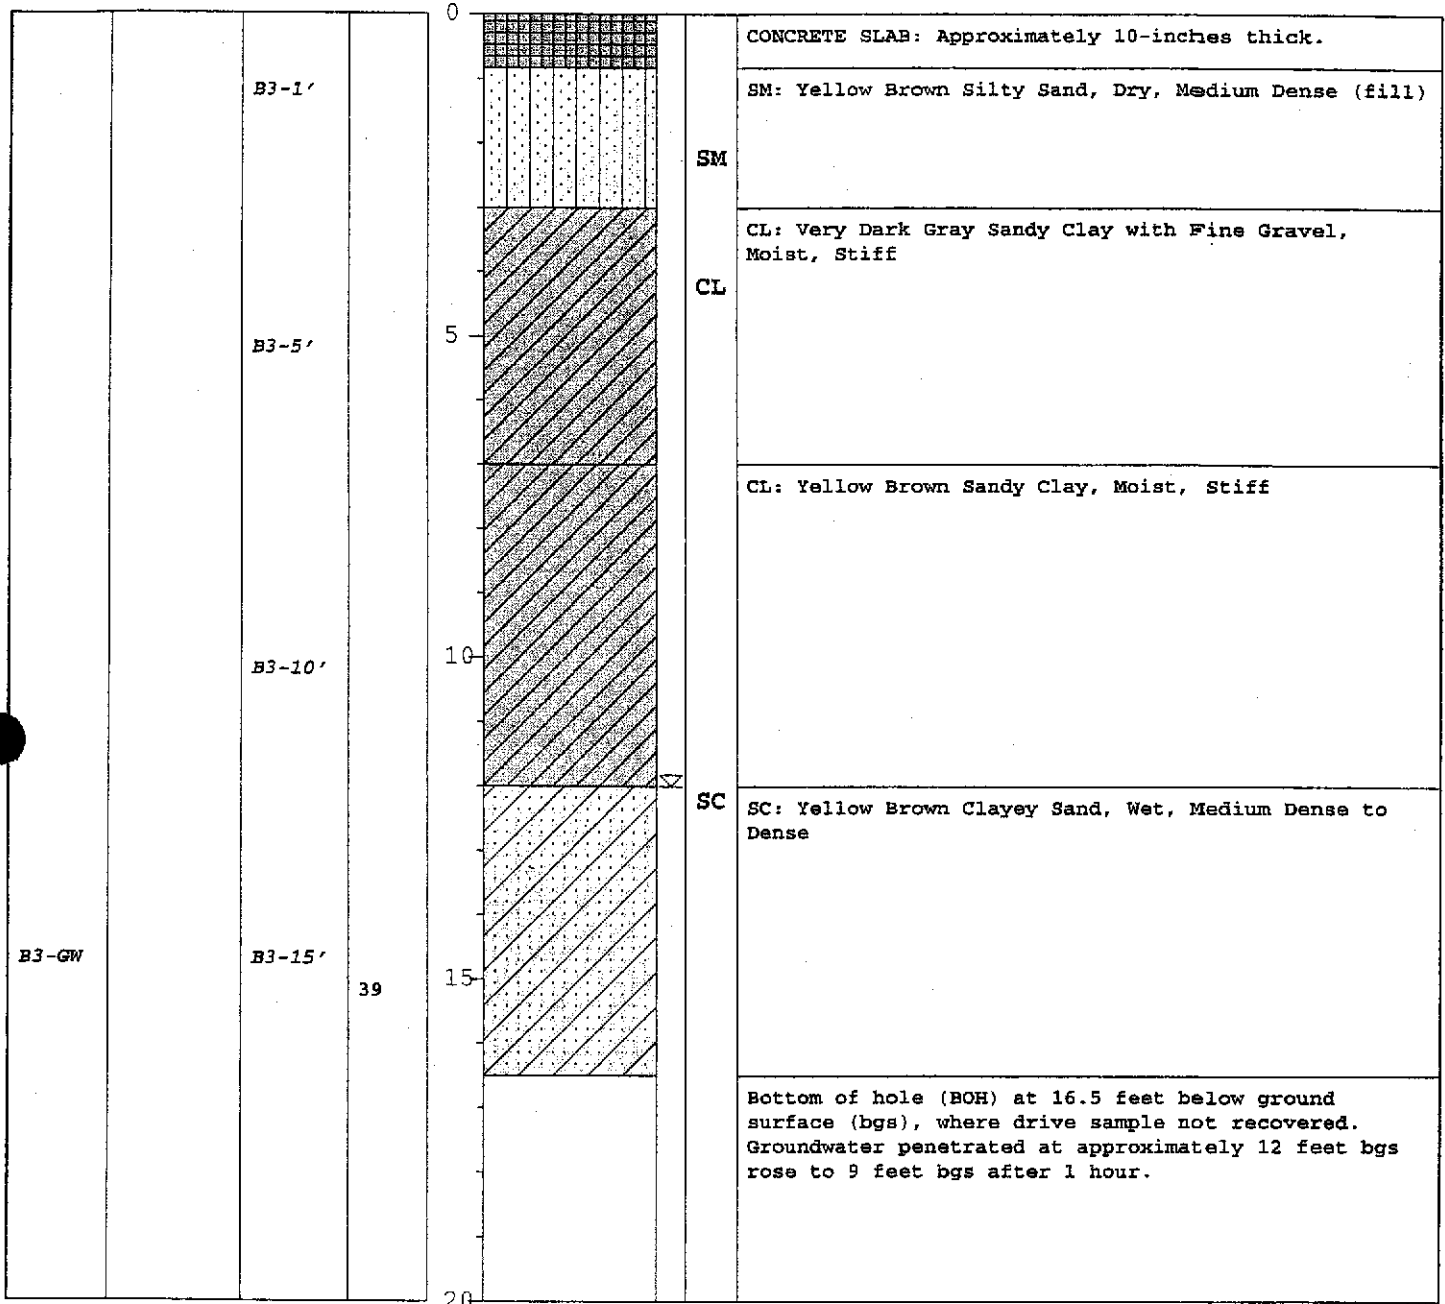 0
CONCRETE SLAB: Approximately 10-inches thick.
B3-1'
SM: Yellow Brown Silty Sand, Dry, Medium Dense (fill)
SM
CL: Very Dark Gray Sandy Clay with Fine Gravel,
Moist, Stiff
CL
5
B3-5'
CL: Yellow Brown Sandy Clay, Moist, Stiff
10
B3-10'
SC
SC: Yellow Brown Clayey Sand, Wet, Medium Dense to
Dense
B3-GW
B3-15'
15
39
Bottom of hole (BOH) at 16.5 feet below ground
surface (bgs), where drive sample not recovered.
Groundwater penetrated at approximately 12 feet bgs
rose to 9 feet bgs after 1 hour.
20